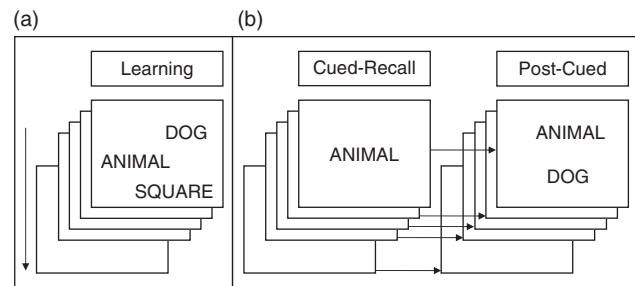 (a)
Learning
DOG
ANIMAL
SQUARE
(b)
Cued-Recall
ANIMAL
Post-Cued
ANIMAL
DOG